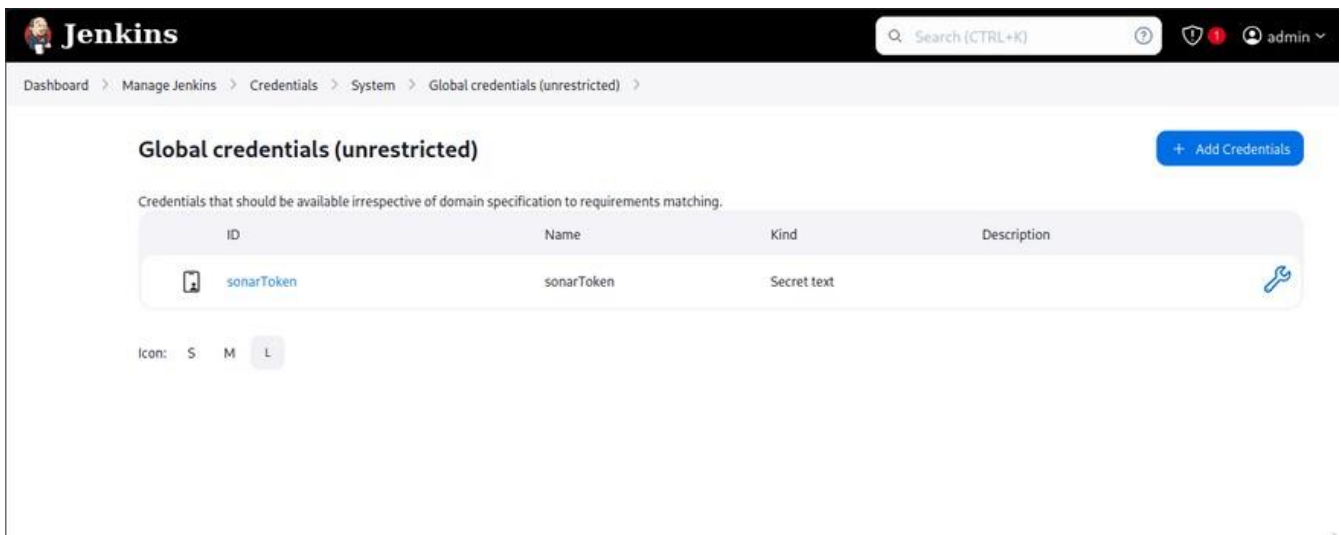 Jenkins
Search (CTRL+K)
1
admin
Dashboard > Manage Jenkins > Credentials > System > Global credentials (unrestricted) >
Global credentials (unrestricted)
+ Add Credentials
Credentials that should be available irrespective of domain specification to requirements matching.
ID Name Kind Description
sonarToken sonarToken Secret text
Icon: S M L